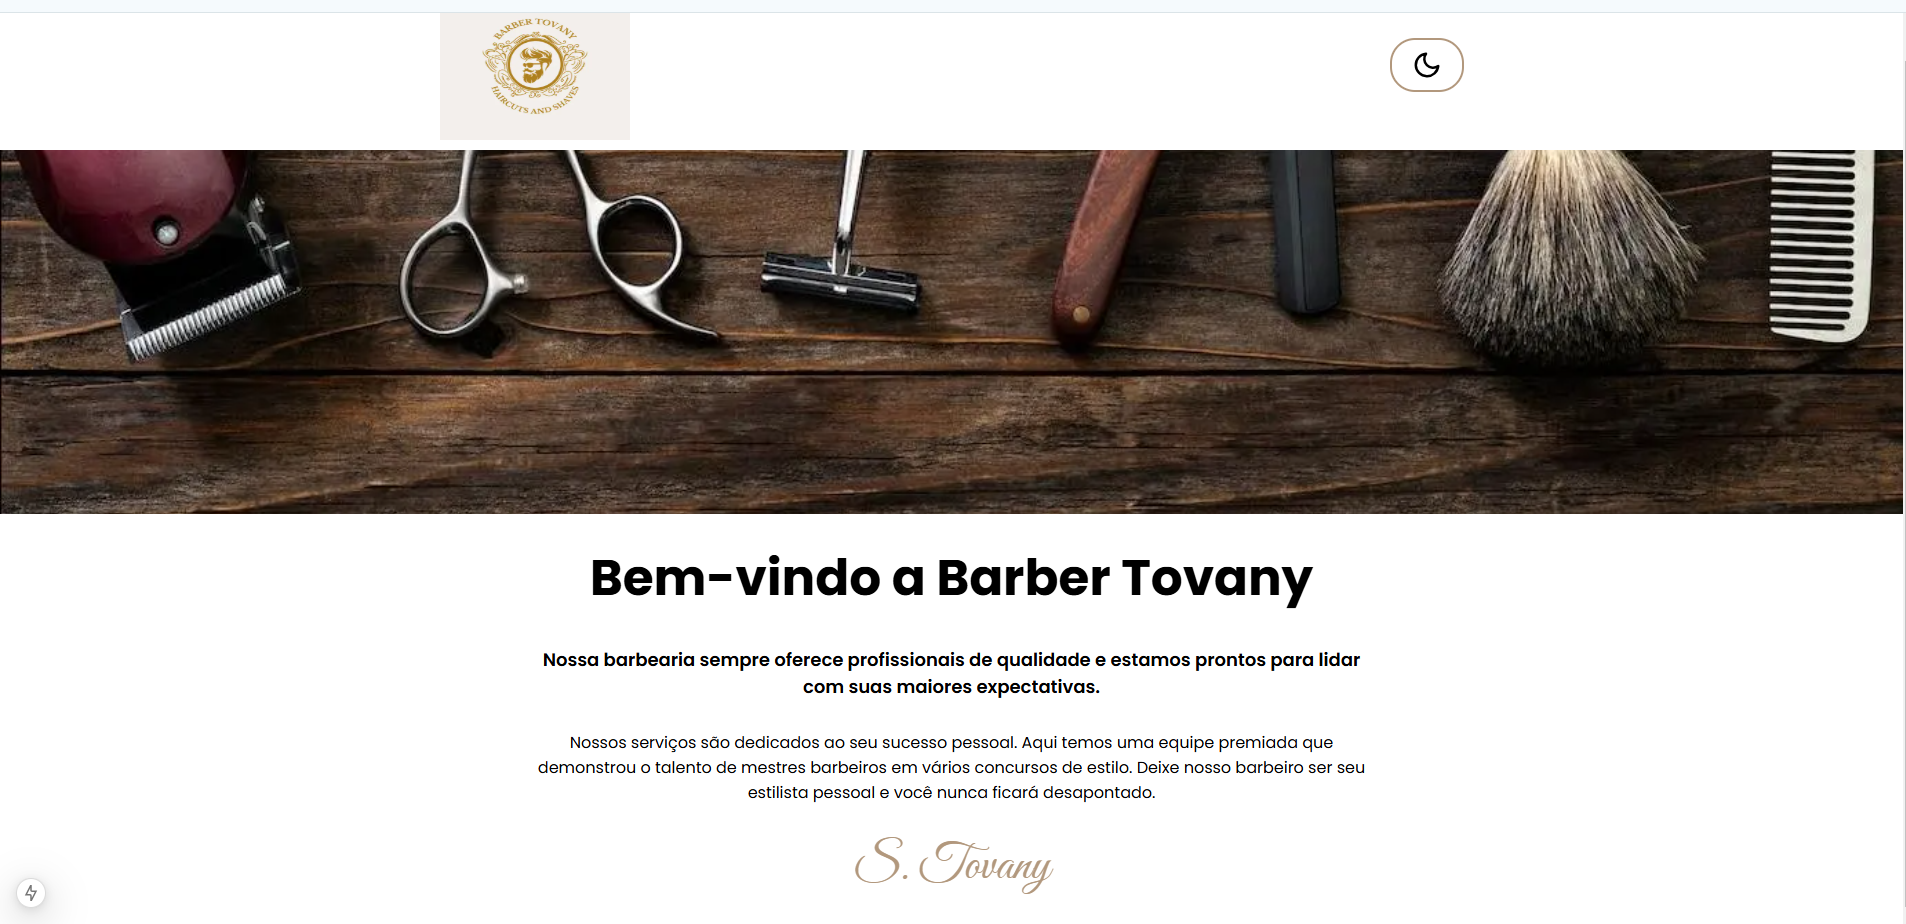 BARBER TOVANY
HAIRCUTS AND SHAVES
Bem-vindo a Barber Tovany
Nossa barbearia sempre oferece profissionais de qualidade e estamos prontos para lidar
com suas maiores expectativas.
Nossos serviços são dedicados ao seu sucesso pessoal. Aqui temos uma equipe premiada que
demonstrou o talento de mestres barbeiros em vários concursos de estilo. Deixe nosso barbeiro ser seu
estilista pessoal e você nunca ficará desapontado.
S. Tovany